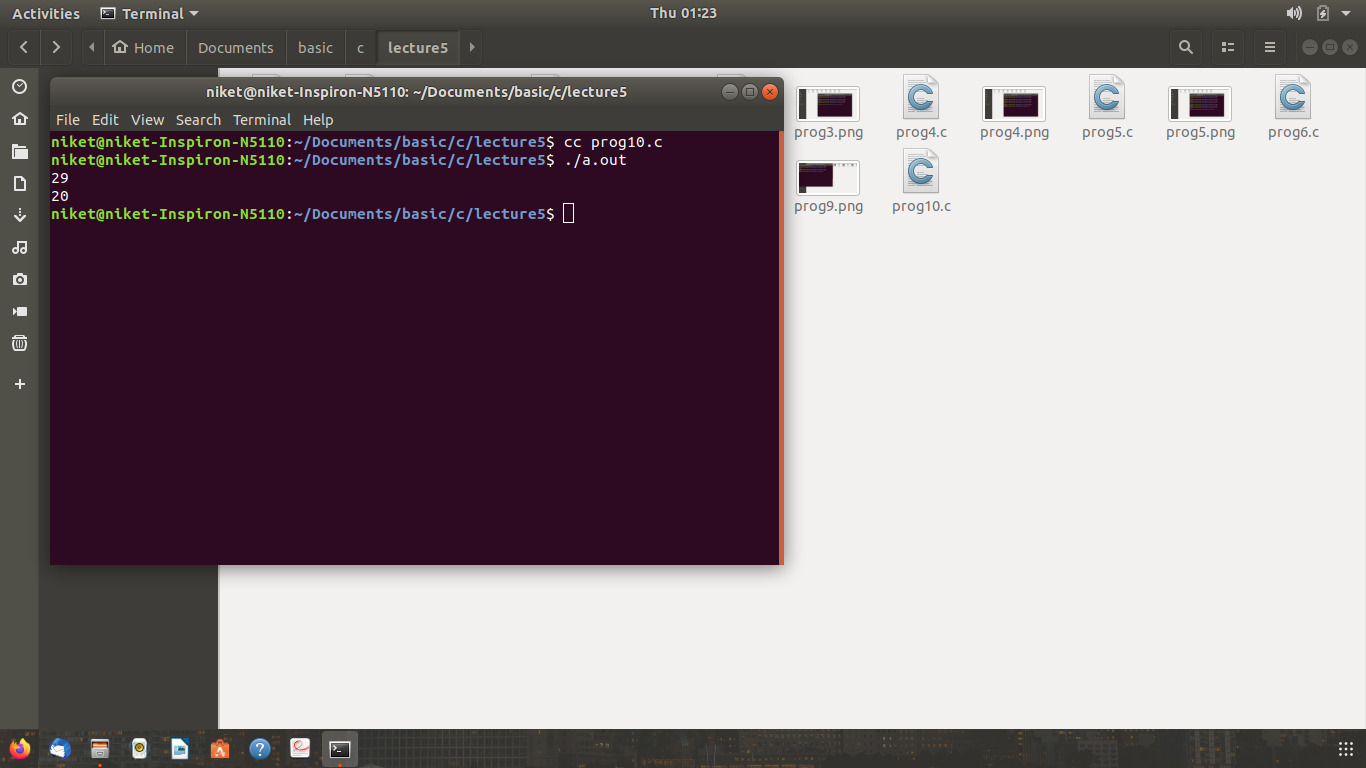 Activities Terminal Thu 01:23
Home Documents basic c lecture5
niket@niket-Inspiron-N5110: ~/Documents/basic/c/lecture5
File Edit View Search Terminal Help
niket@niket-Inspiron-N5110:~/Documents/basic/c/lecture5$ cc prog10.c
niket@niket-Inspiron-N5110:~/Documents/basic/c/lecture5$ ./a.out
29
20
niket@niket-Inspiron-N5110:~/Documents/basic/c/lecture5$
prog3.png prog4.c prog4.png prog5.c prog5.png prog6.c
prog9.png prog10.c